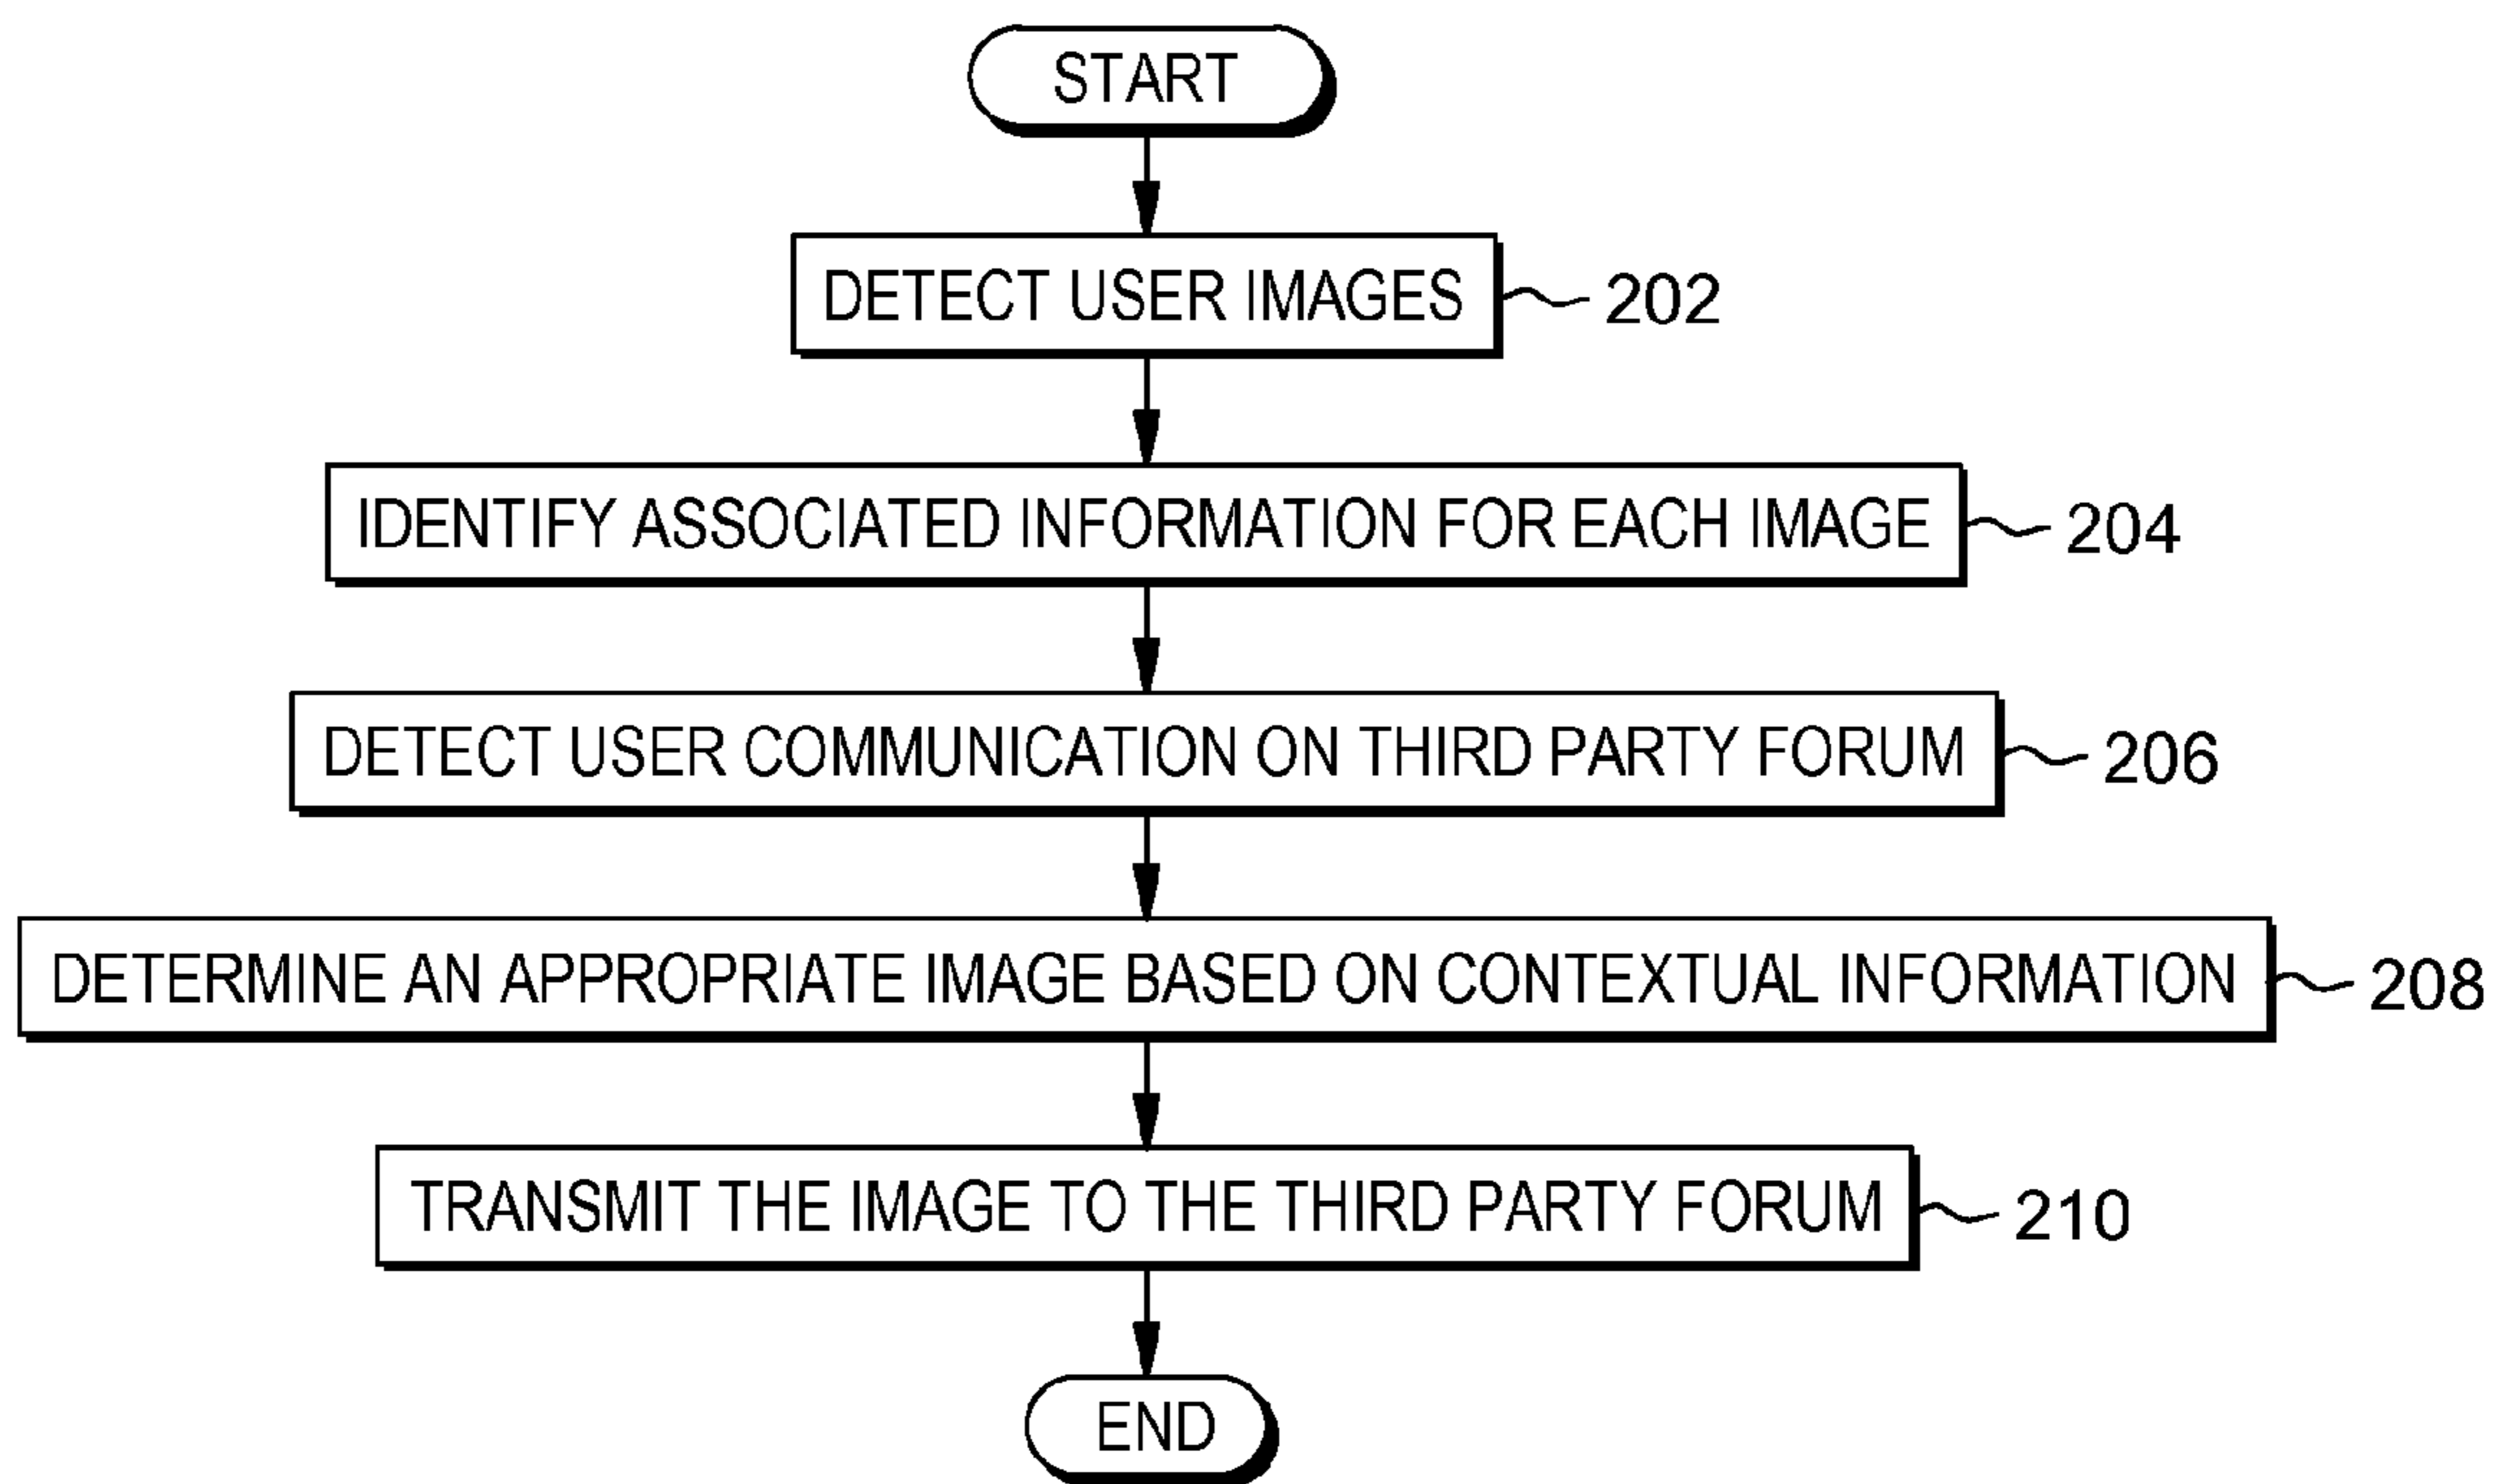 START
DETECT USER IMAGES 202
IDENTIFY ASSOCIATED INFORMATION FOR EACH IMAGE 204
DETECT USER COMMUNICATION ON THIRD PARTY FORUM 206
DETERMINE AN APPROPRIATE IMAGE BASED ON CONTEXTUAL INFORMATION 208
TRANSMIT THE IMAGE TO THE THIRD PARTY FORUM 210
END